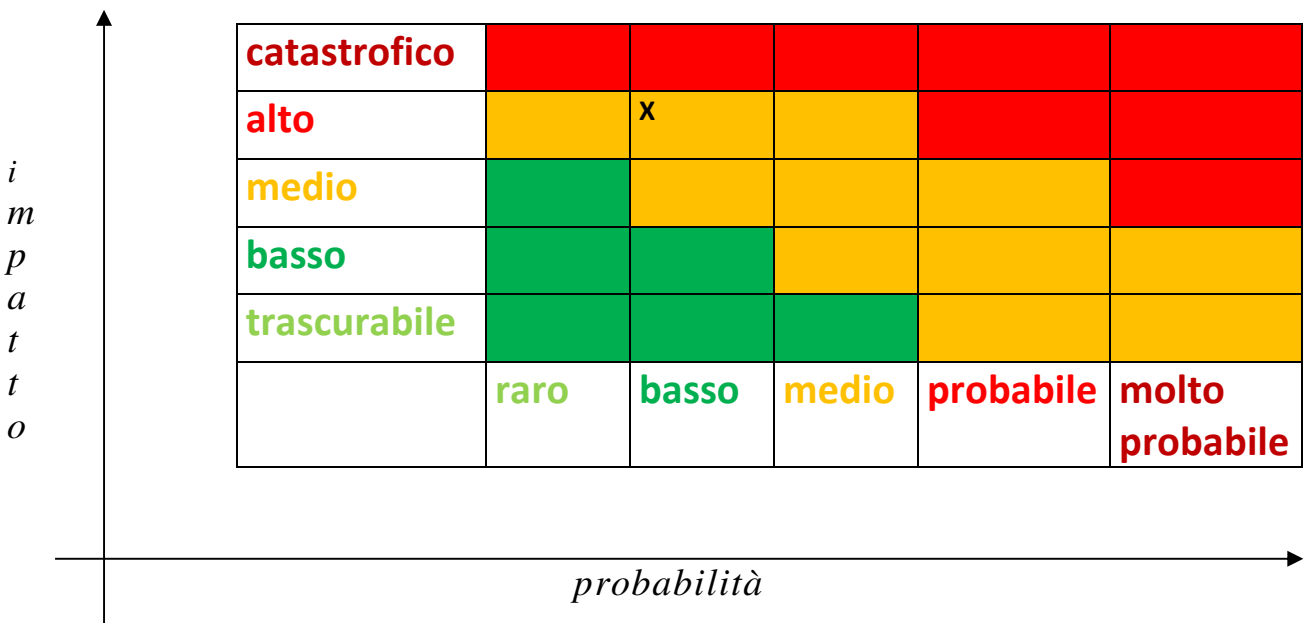 catastrofico
alto X
medio
basso
trascurabile
raro basso medio probabile molto
probabile
i
m
p
a
t
t
o
probabilità